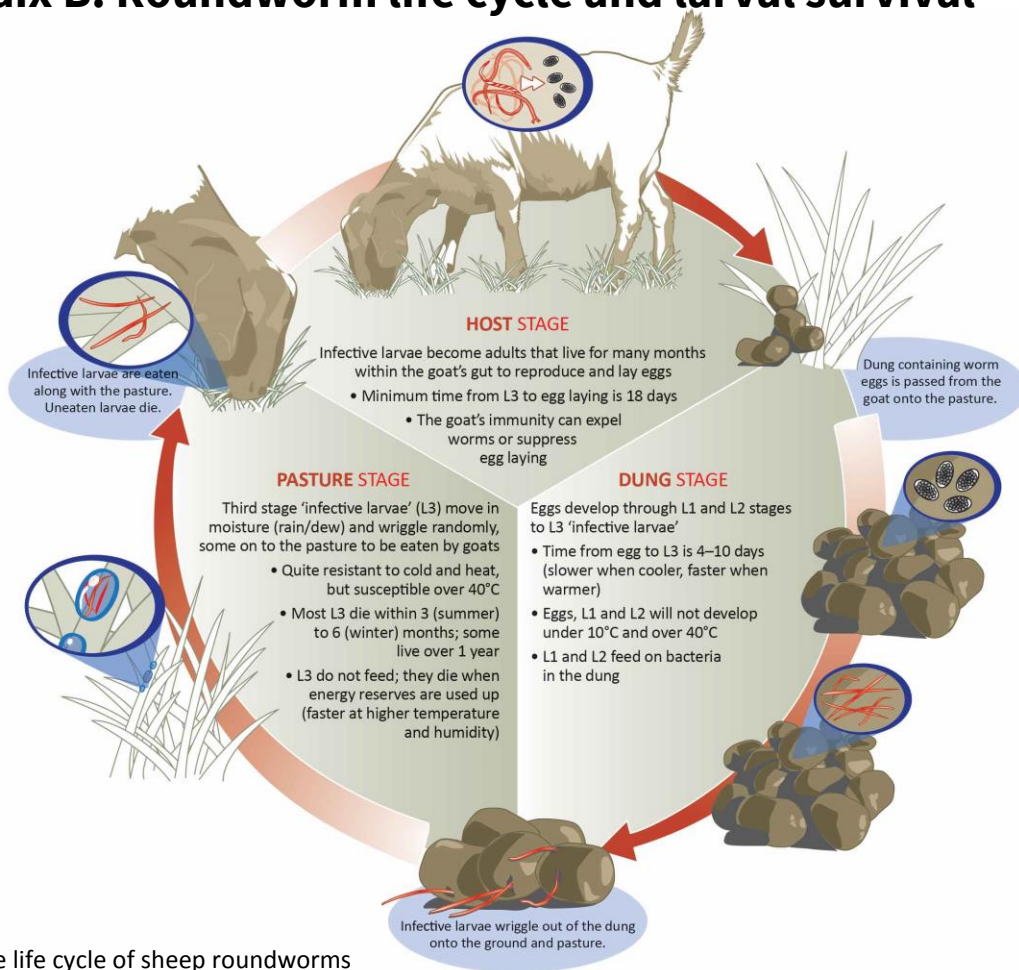 B: Roundworm life cycle and larval survival
HOST STAGE
Infective larvae become adults that live for many months
within the goat’s gut to reproduce and lay eggs
• Minimum time from L3 to egg laying is 18 days
• The goat’s immunity can expel
worms or suppress
egg laying
Infective larvae are eaten
along with the pasture.
Uneaten larvae die.
Dung containing worm
eggs is passed from the
goat onto the pasture.
PASTURE STAGE
Third stage ‘infective larvae’ (L3) move in
moisture (rain/dew) and wriggle randomly,
some on to the pasture to be eaten by goats
• Quite resistant to cold and heat,
but susceptible over 40°C
• Most L3 die within 3 (summer)
to 6 (winter) months; some
live over 1 year
• L3 do not feed; they die when
energy reserves are used up
(faster at higher temperature
and humidity)
DUNG STAGE
Eggs develop through L1 and L2 stages
to L3 ‘infective larvae’
• Time from egg to L3 is 4–10 days
(slower when cooler, faster when
warmer)
• Eggs, L1 and L2 will not develop
under 10°C and over 40°C
• L1 and L2 feed on bacteria
in the dung
Infective larvae wriggle out of the dung
onto the ground and pasture.
life cycle of sheep roundworms